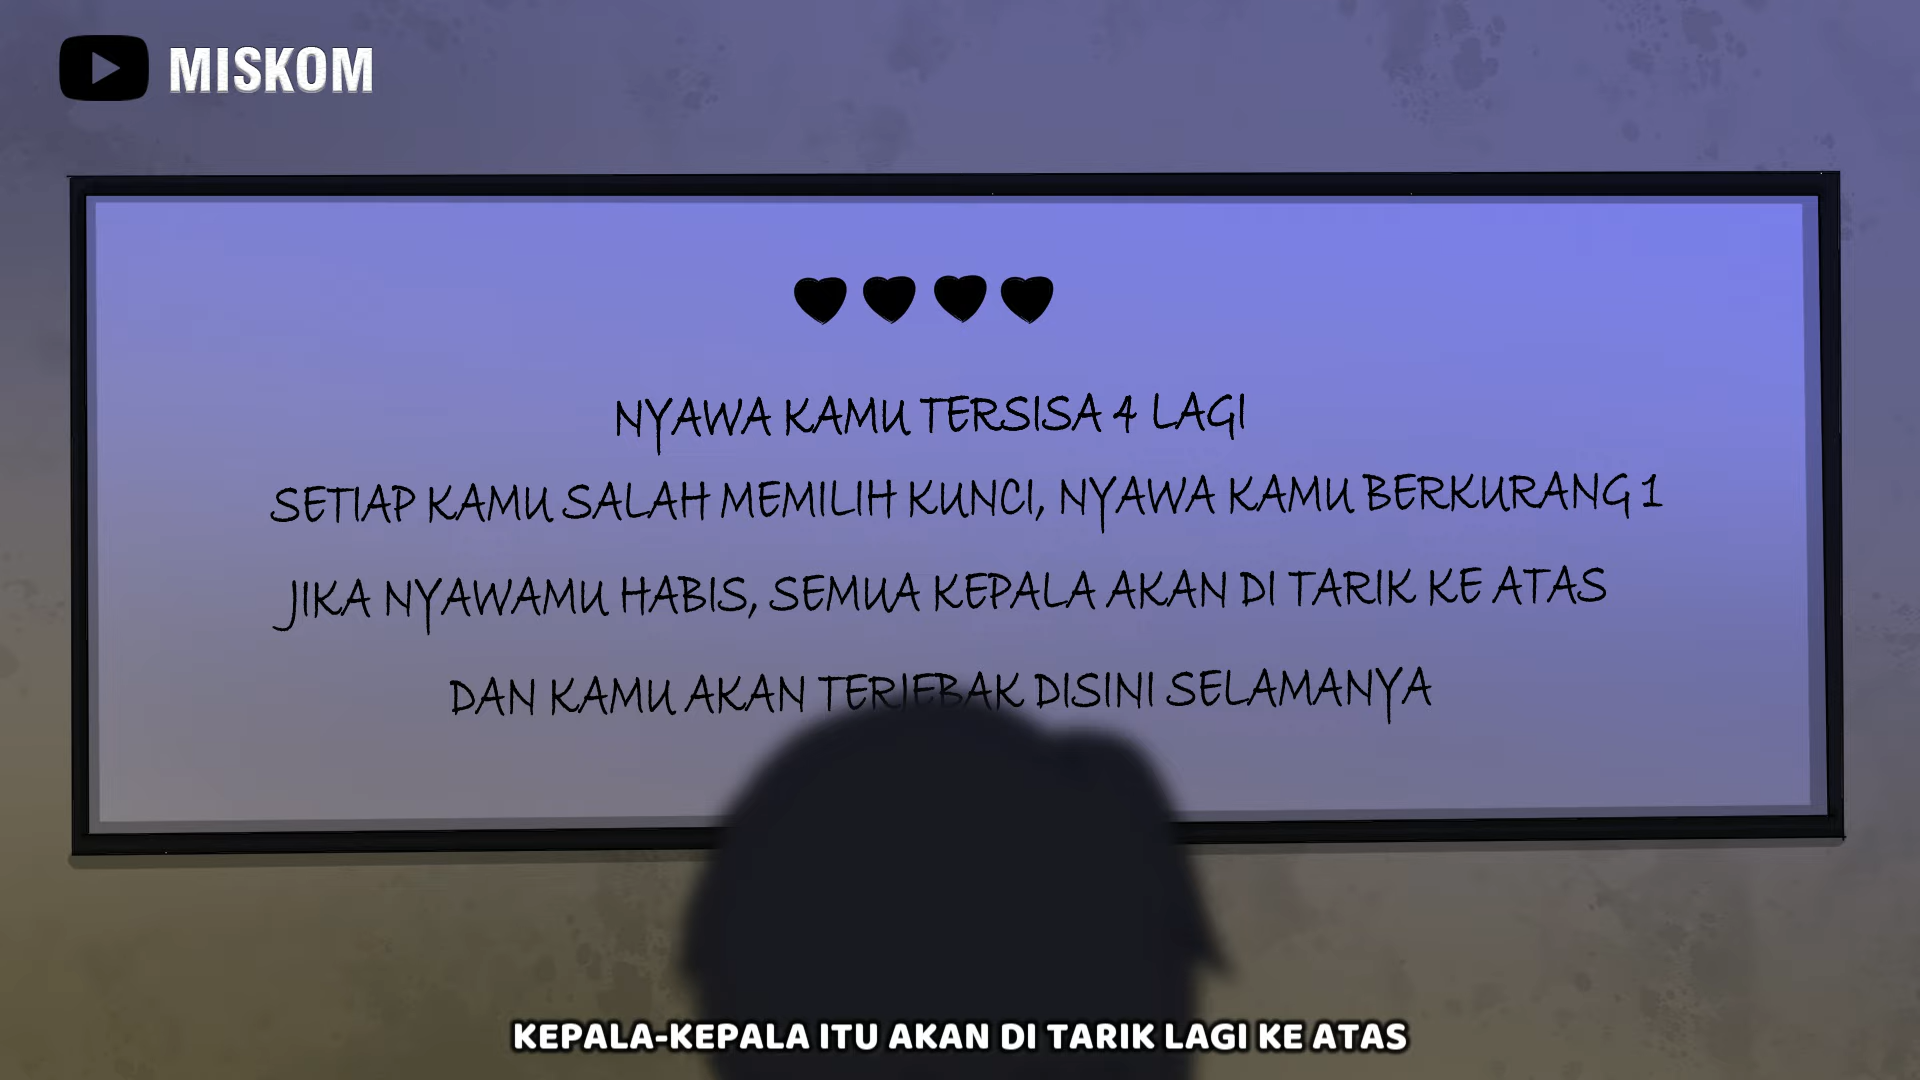 MISKOM
NYAWA KAMU TERSISA 4 LAGI
SETIAP KAMU SALAH MEMILIH KUNCI, NYAWA KAMU BERKURANG 1
JIKA NYAWAMU HABIS, SEMUA KEPALA AKAN DI TARIK KE ATAS
DAN KAMU AKAN TERJEBAK DISINI SELAMANYA
KEPALA-KEPALA ITU AKAN DI TARIK LAGI KE ATAS